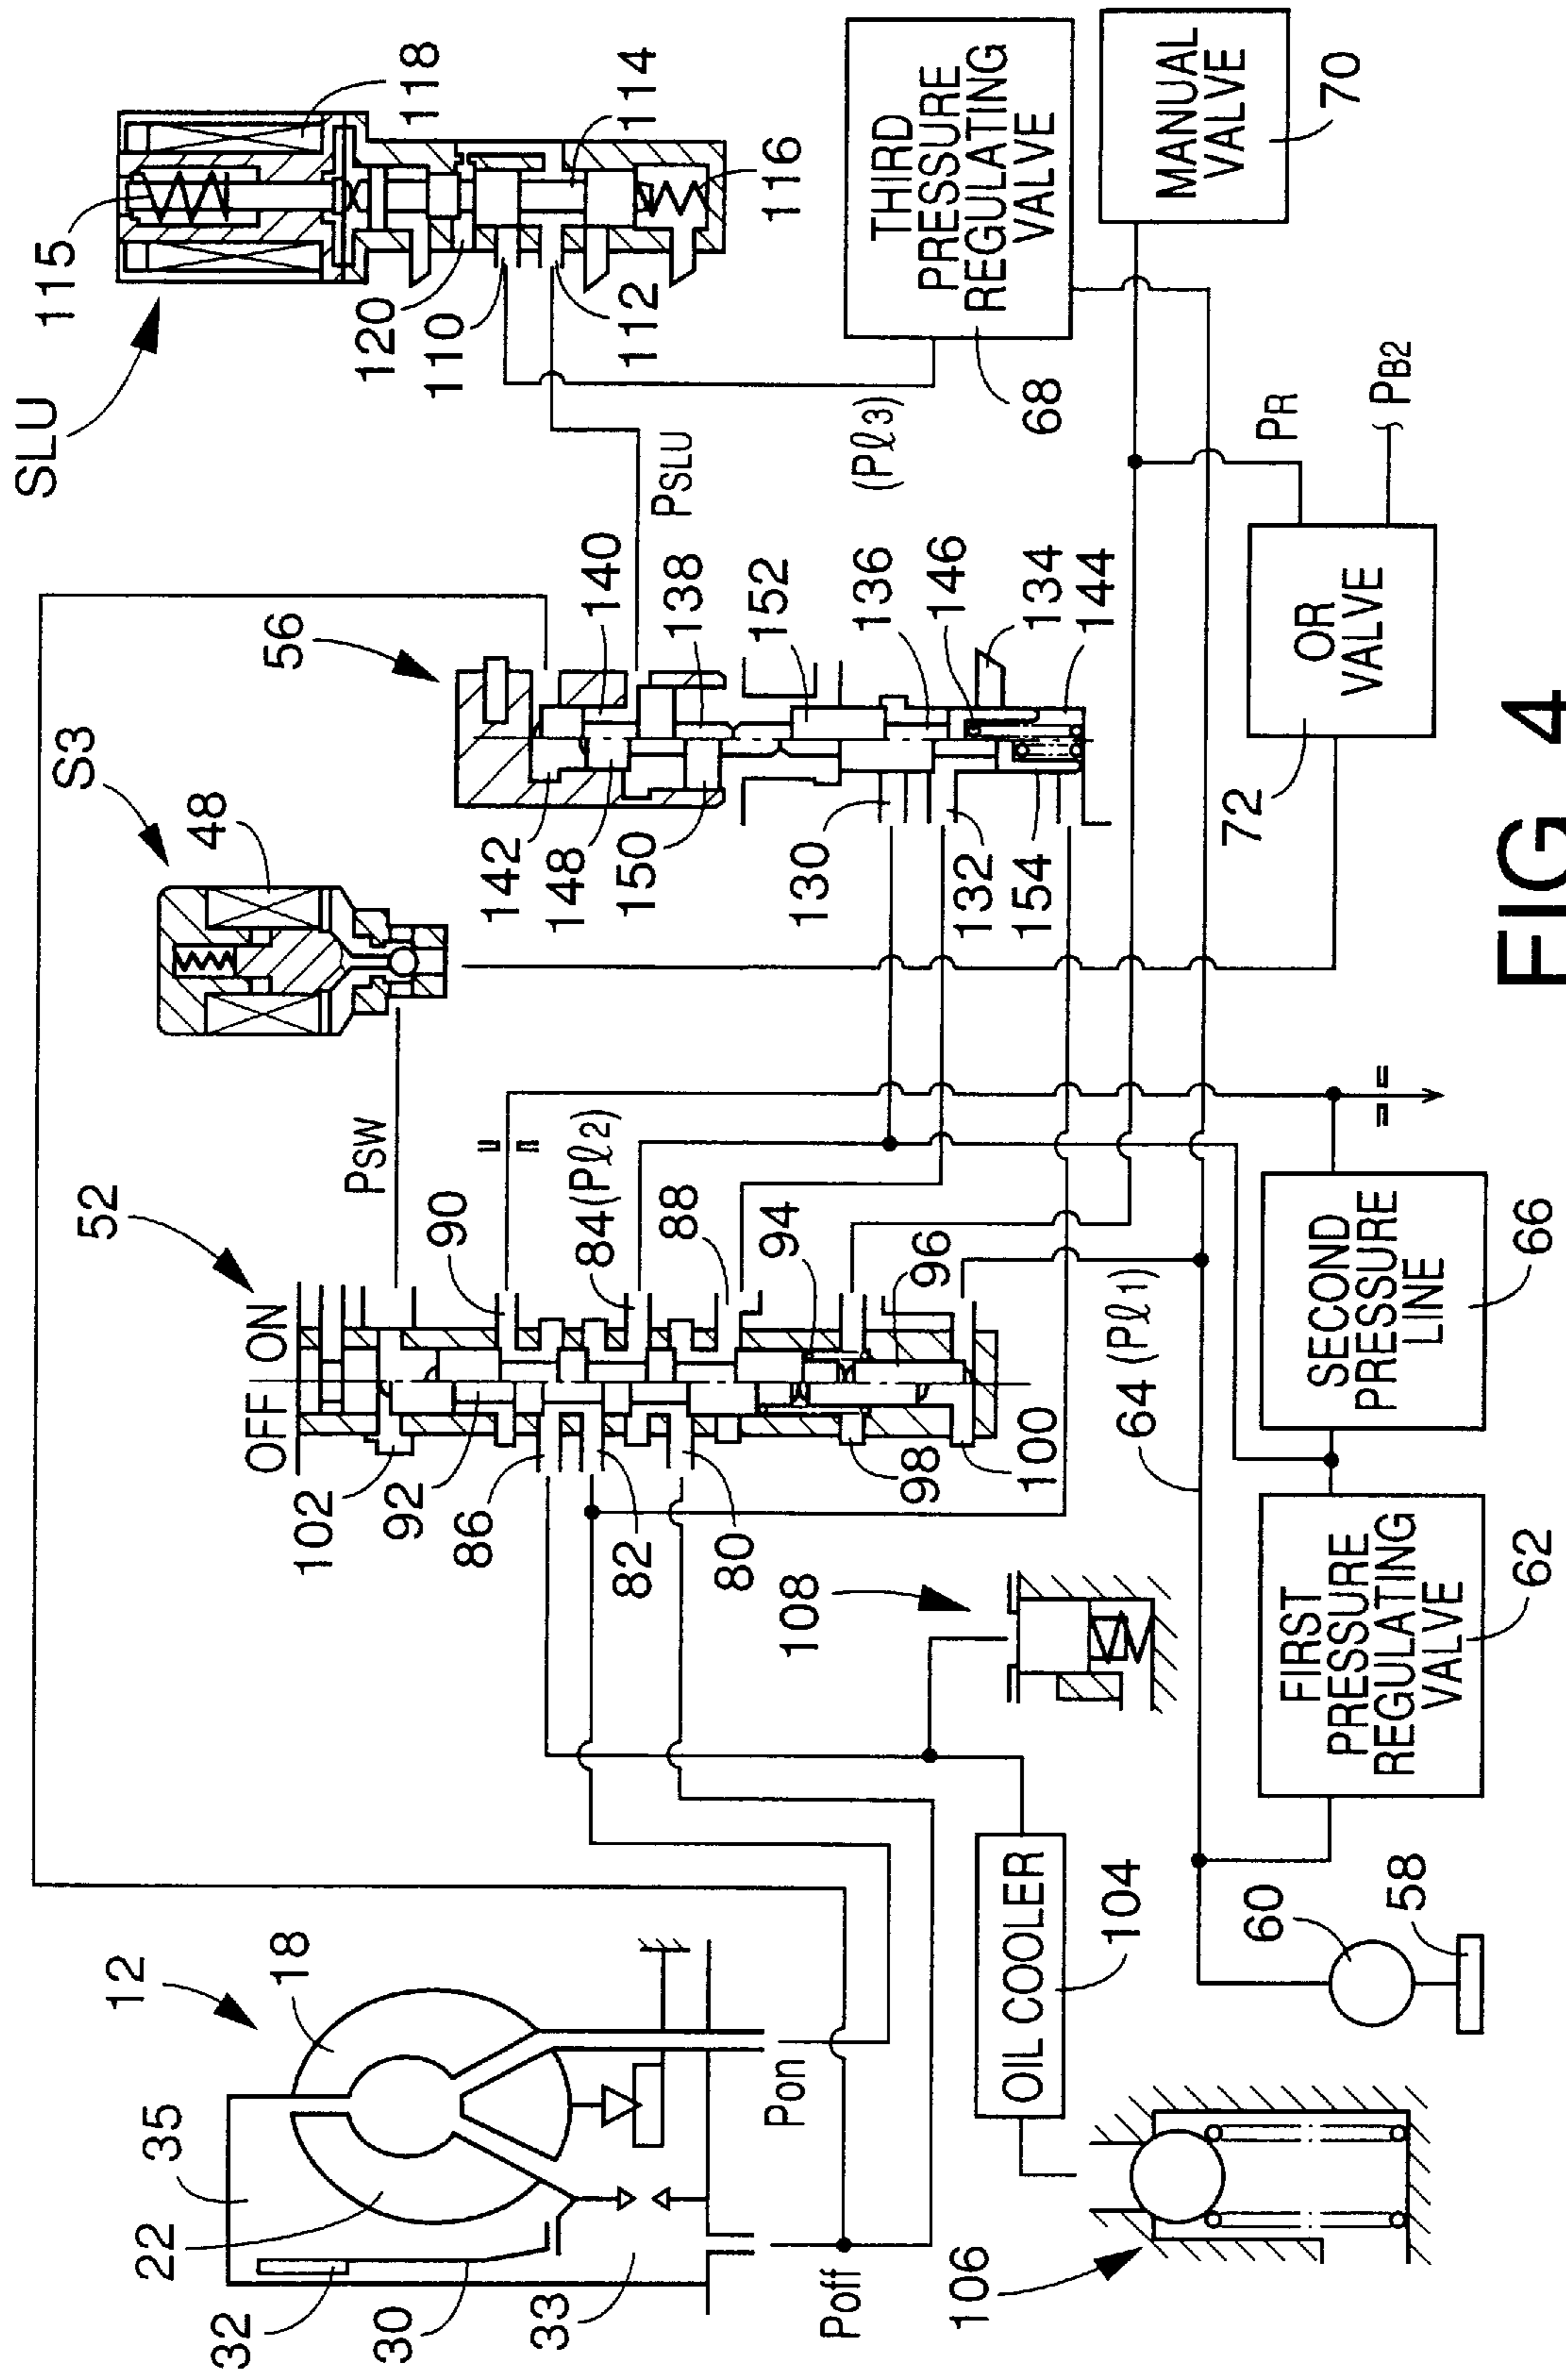 FIG 4
12
18
35
22
32
30
33
Poff
Pon
106
OIL COOLER
104
108
60
58
FIRST
PRESSURE
REGULATING
VALVE
62
SECOND
PRESSURE
LINE
66
64 (Pℓ1)
52
OFF ON
102
92
86
82
80
98
100
90
84(Pℓ2)
88
94
96
PSW
S3
48
56
142
148
150
130
132
154
140
138
152
136
146
134
144
PSLU
SLU
115
118
120
110
112
114
116
(Pℓ3)
68
THIRD
PRESSURE
REGULATING
VALVE
MANUAL
VALVE
70
OR
VALVE
72
PR
PB2